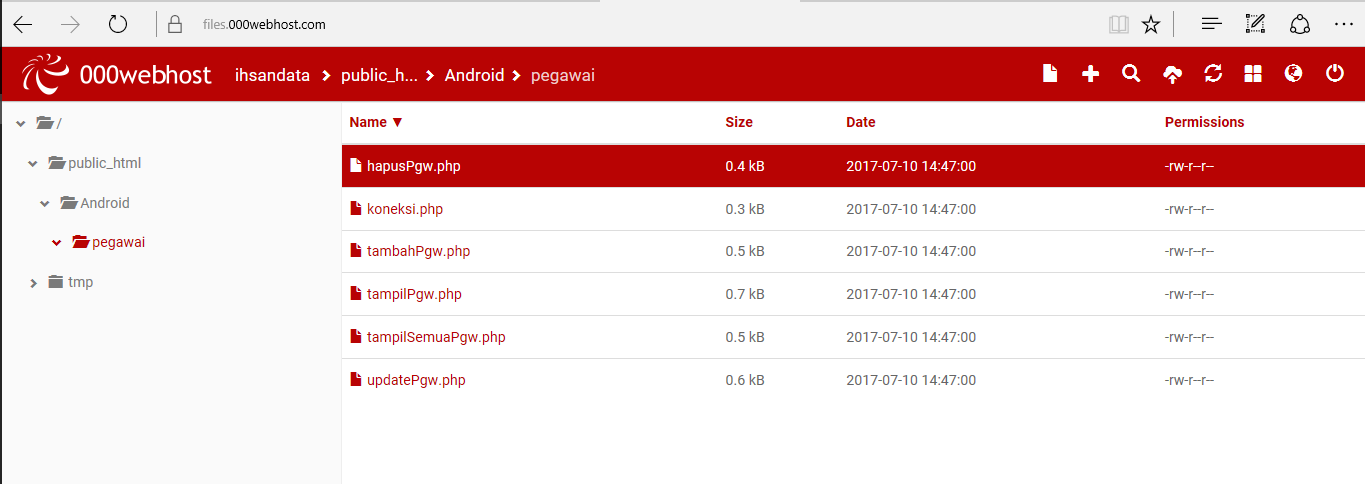 files.000webhost.com
000webhost ihsandata > public_h... > Android > pegawai
/
public_html
Android
pegawai
tmp
Name ▼ Size Date Permissions
hapusPgw.php 0.4 kB 2017-07-10 14:47:00 -rw-r--r--
koneksi.php 0.3 kB 2017-07-10 14:47:00 -rw-r--r--
tambahPgw.php 0.5 kB 2017-07-10 14:47:00 -rw-r--r--
tampilPgw.php 0.7 kB 2017-07-10 14:47:00 -rw-r--r--
tampilSemuaPgw.php 0.5 kB 2017-07-10 14:47:00 -rw-r--r--
updatePgw.php 0.6 kB 2017-07-10 14:47:00 -rw-r--r--